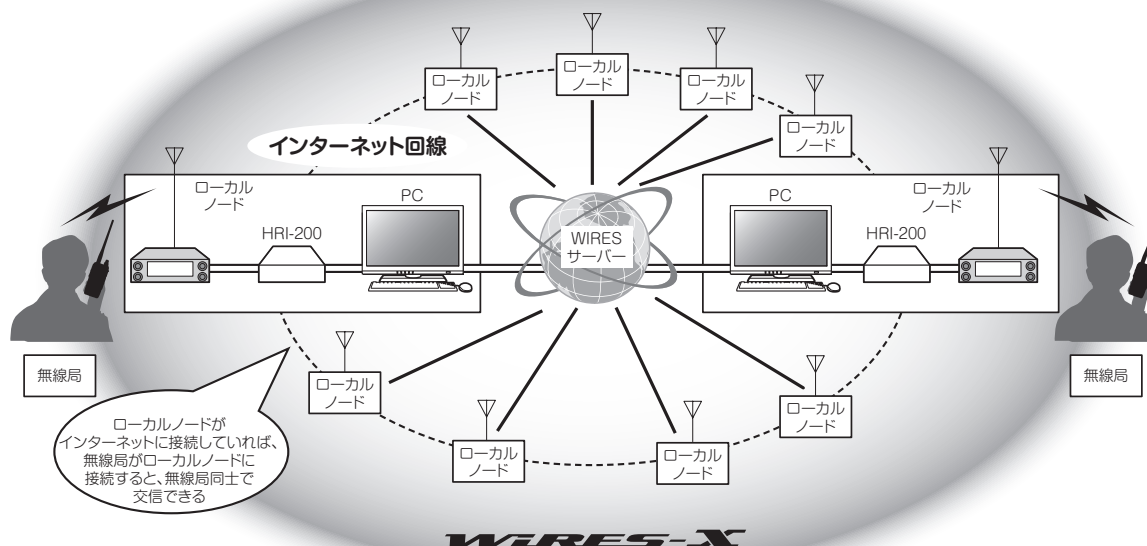 ローカル
ノード
ローカル
ノード
ローカル
ノード
ローカル
ノード
インターネット回線
ローカル
ノード
PC
HRI-200
WIRES
サーバー
PC
ローカル
ノード
HRI-200
無線局
無線局
ローカル
ノード
ローカル
ノード
ローカル
ノード
ローカル
ノード
ローカルノードが
インターネットに接続していれば、
無線局がローカルノードに
接続すると、無線局同士で
交信できる
WiRES-X